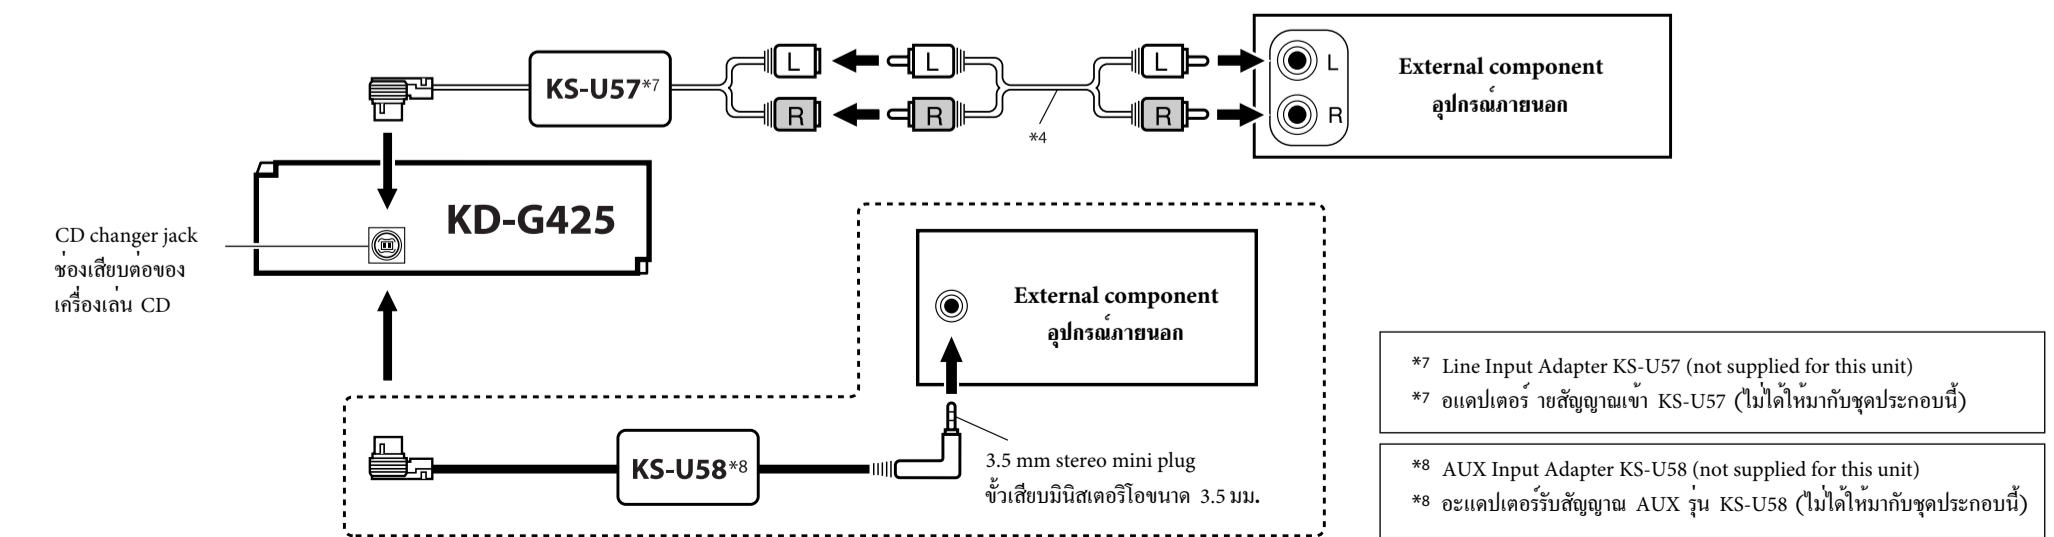 KS-U57*7
L
R
L
R
*4
L
R
L
R
External component
อุปกรณ์ภายนอก
KD-G425
CD changer jack
ช่องเสียบต่อของ
เครื่องเล่น CD
External component
อุปกรณ์ภายนอก
KS-U58*8
3.5 mm stereo mini plug
ขั้วเสียบมินิสเตอริโอขนาด 3.5 มม.
*7 Line Input Adapter KS-U57 (not supplied for this unit)
*7 อแดปเตอร์ ายสัญญาณเข้า KS-U57 (ไม่ได้ให้มากับชุดประกอบนี้)
*8 AUX Input Adapter KS-U58 (not supplied for this unit)
*8 อะแดปเตอร์รับสัญญาณ AUX รุ่น KS-U58 (ไม่ได้ให้มากับชุดประกอบนี้)